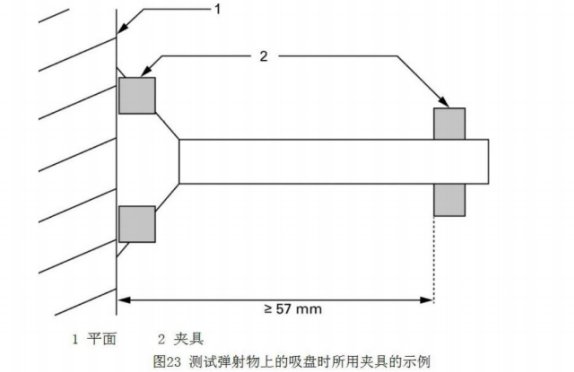 1
2
≥ 57 mm
1 平面 2 夹具
图23 测试弹射物上的吸盘时所用夹具的示例